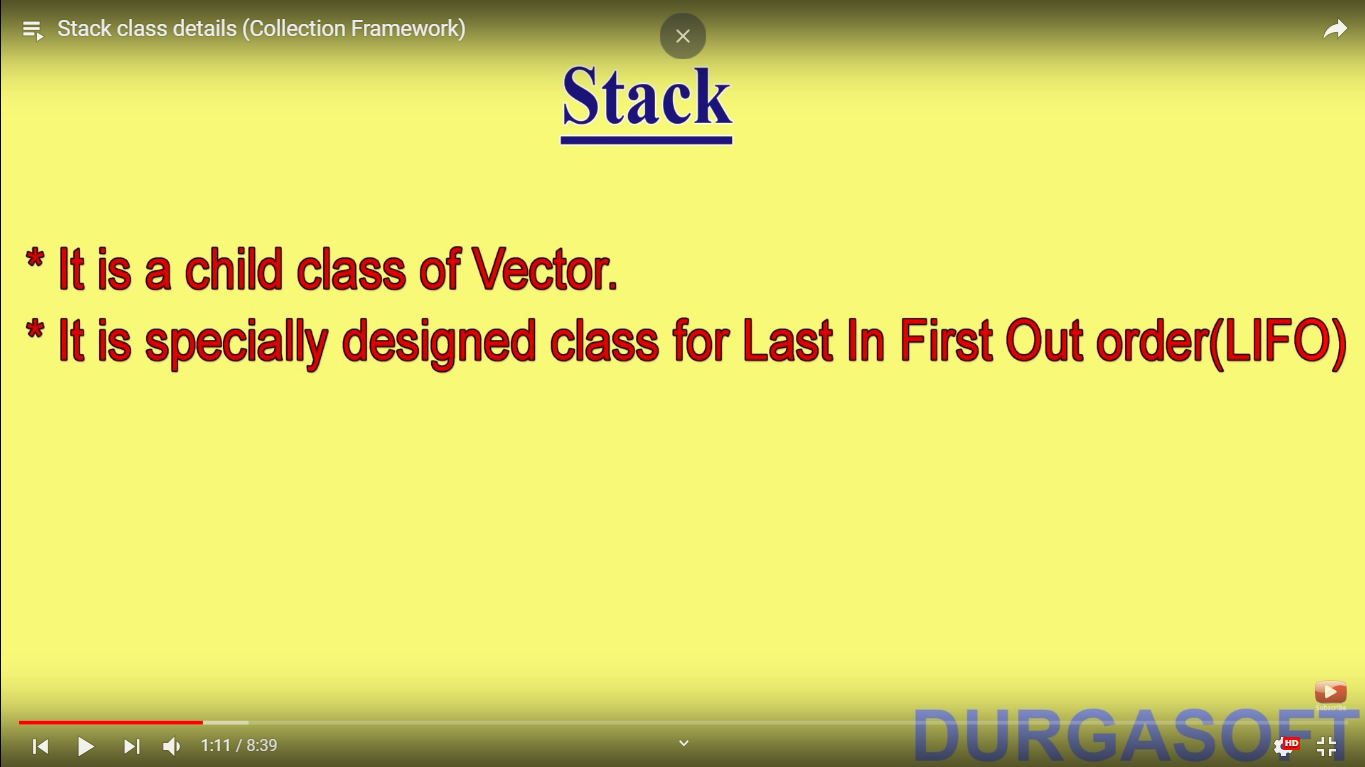 Stack class details (Collection Framework)
Stack
* It is a child class of Vector.
* It is specially designed class for Last In First Out order(LIFO)
Subscribe
DURGASOFT
1:11 / 8:39
HD